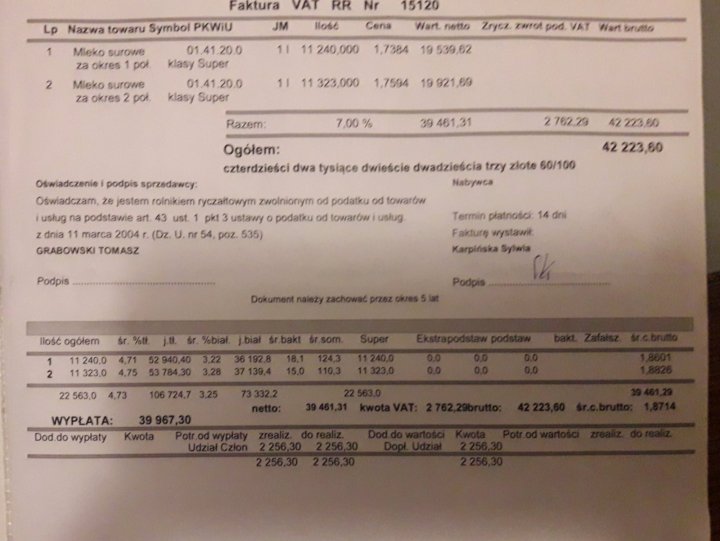 Faktura VAT RR Nr 15120
Lp Nazwa towaru Symbol PKWiU JM Ilość Cena Wart. netto Zrycz. zwrot pod. VAT Wart brutto
1 Mleko surowe 01.41.20.0 1 l 11 240,000 1,7384 19 539,62
za okres 1 poł. klasy Super
2 Mleko surowe 01.41.20.0 1 l 11 323,000 1,7594 19 921,69
za okres 2 poł. klasy Super
Razem: 7,00 % 39 461,31 2 762,29 42 223,60
Ogółem: 42 223,60
czterdzieści dwa tysiące dwieście dwadzieścia trzy złote 60/100
Oświadczenie i podpis sprzedawcy: Nabywca
Oświadczam, że jestem rolnikiem ryczałtowym zwolnionym od podatku od towarów
i usług na podstawie art. 43 ust. 1 pkt 3 ustawy o podatku od towarów i usług. Termin płatności: 14 dni
z dnia 11 marca 2004 r. (Dz. U. nr 54, poz. 535) Fakturę wystawił:
GRABOWSKI TOMASZ Karpińska Sylwia
Podpis ........................................ Podpis ........................................
Dokument należy zachować przez okres 5 lat
Ilość ogółem śr. %tł. j.tł. śr. %biał. j.biał śr.bakt śr.som. Super Ekstrapodstaw podstaw bakt. Zafałsz. śr.c.brutto
1 11 240,0 4,71 52 940,40 3,22 36 192,8 18,1 124,3 11 240,0 0,0 0,0 0,0 1,8601
2 11 323,0 4,75 53 784,30 3,28 37 139,4 15,0 110,3 11 323,0 0,0 0,0 0,0 1,8826
22 563,0 4,73 106 724,7 3,25 73 332,2 22 563,0 39 461,29
netto: 39 461,31 kwota VAT: 2 762,29 brutto: 42 223,60 śr.c.brutto: 1,8714
WYPŁATA: 39 967,30
Dod.do wypłaty Kwota Potr.od wypłaty zrealiz. do realiz. Dod.do wartości Kwota Potr.od wartości zrealiz. do realiz.
Udział Człon 2 256,30 2 256,30 Dopł. Udział 2 256,30
2 256,30 2 256,30 2 256,30